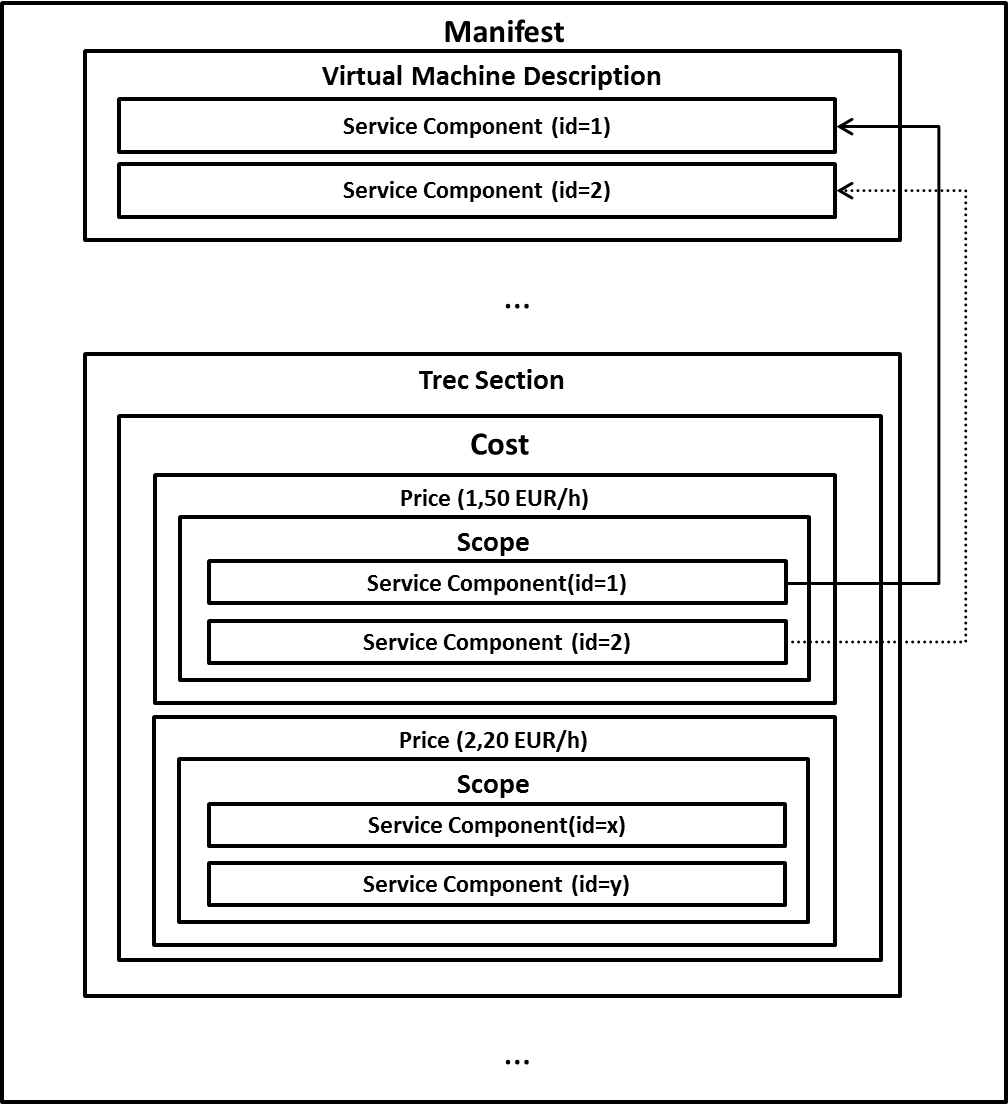 Manifest
Virtual Machine Description
Service Component (id=1)
Service Component (id=2)
...
Trec Section
Cost
Price (1,50 EUR/h)
Scope
Service Component(id=1)
Service Component (id=2)
Price (2,20 EUR/h)
Scope
Service Component(id=x)
Service Component (id=y)
...